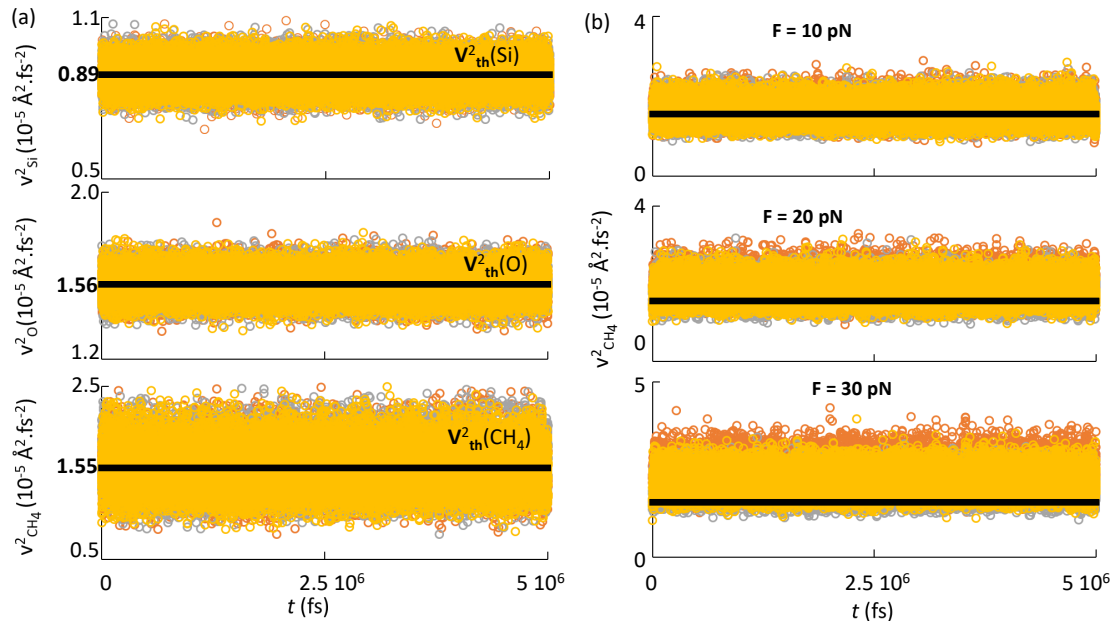 (a)
1.1
0.89
0.5
v²Si (10⁻⁵ Å².fs⁻²)
V²th(Si)
2.0
1.56
1.2
v²O (10⁻⁵ Å².fs⁻²)
V²th(O)
2.5
1.55
0.5
v²CH4 (10⁻⁵ Å².fs⁻²)
V²th(CH₄)
0
2.5 10⁶
5 10⁶
t (fs)
(b)
4
0
F = 10 pN
4
0
F = 20 pN
v²CH4 (10⁻⁵ Å².fs⁻²)
5
0
F = 30 pN
0
2.5 10⁶
5 10⁶
t (fs)